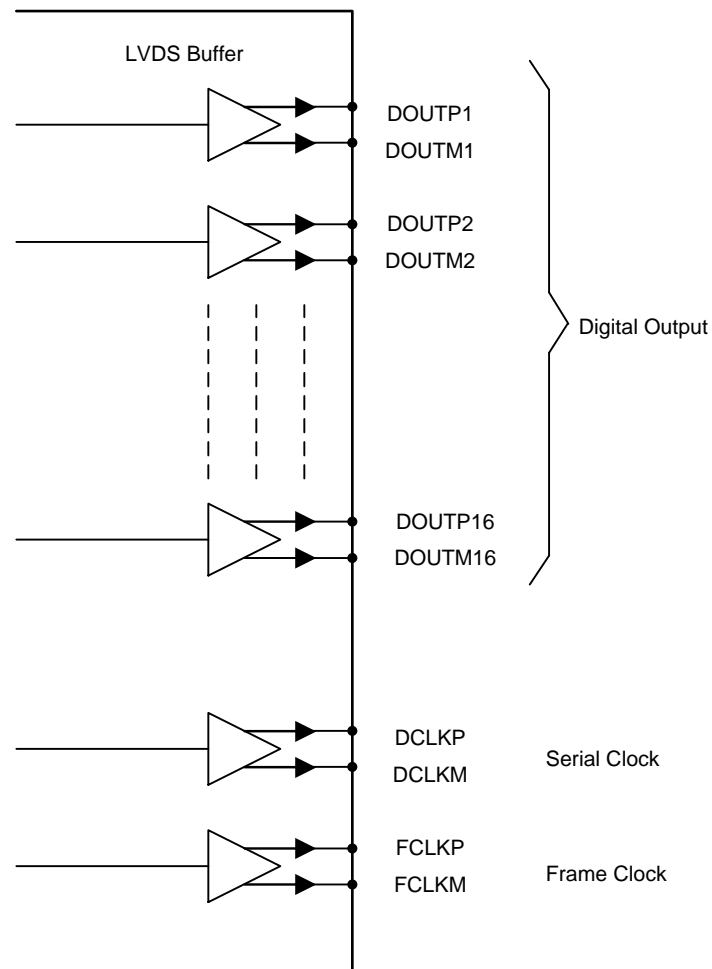 LVDS Buffer
DOUTP1
DOUTM1
DOUTP2
DOUTM2
Digital Output
DOUTP16
DOUTM16
DCLKP
Serial Clock
DCLKM
FCLKP
Frame Clock
FCLKM